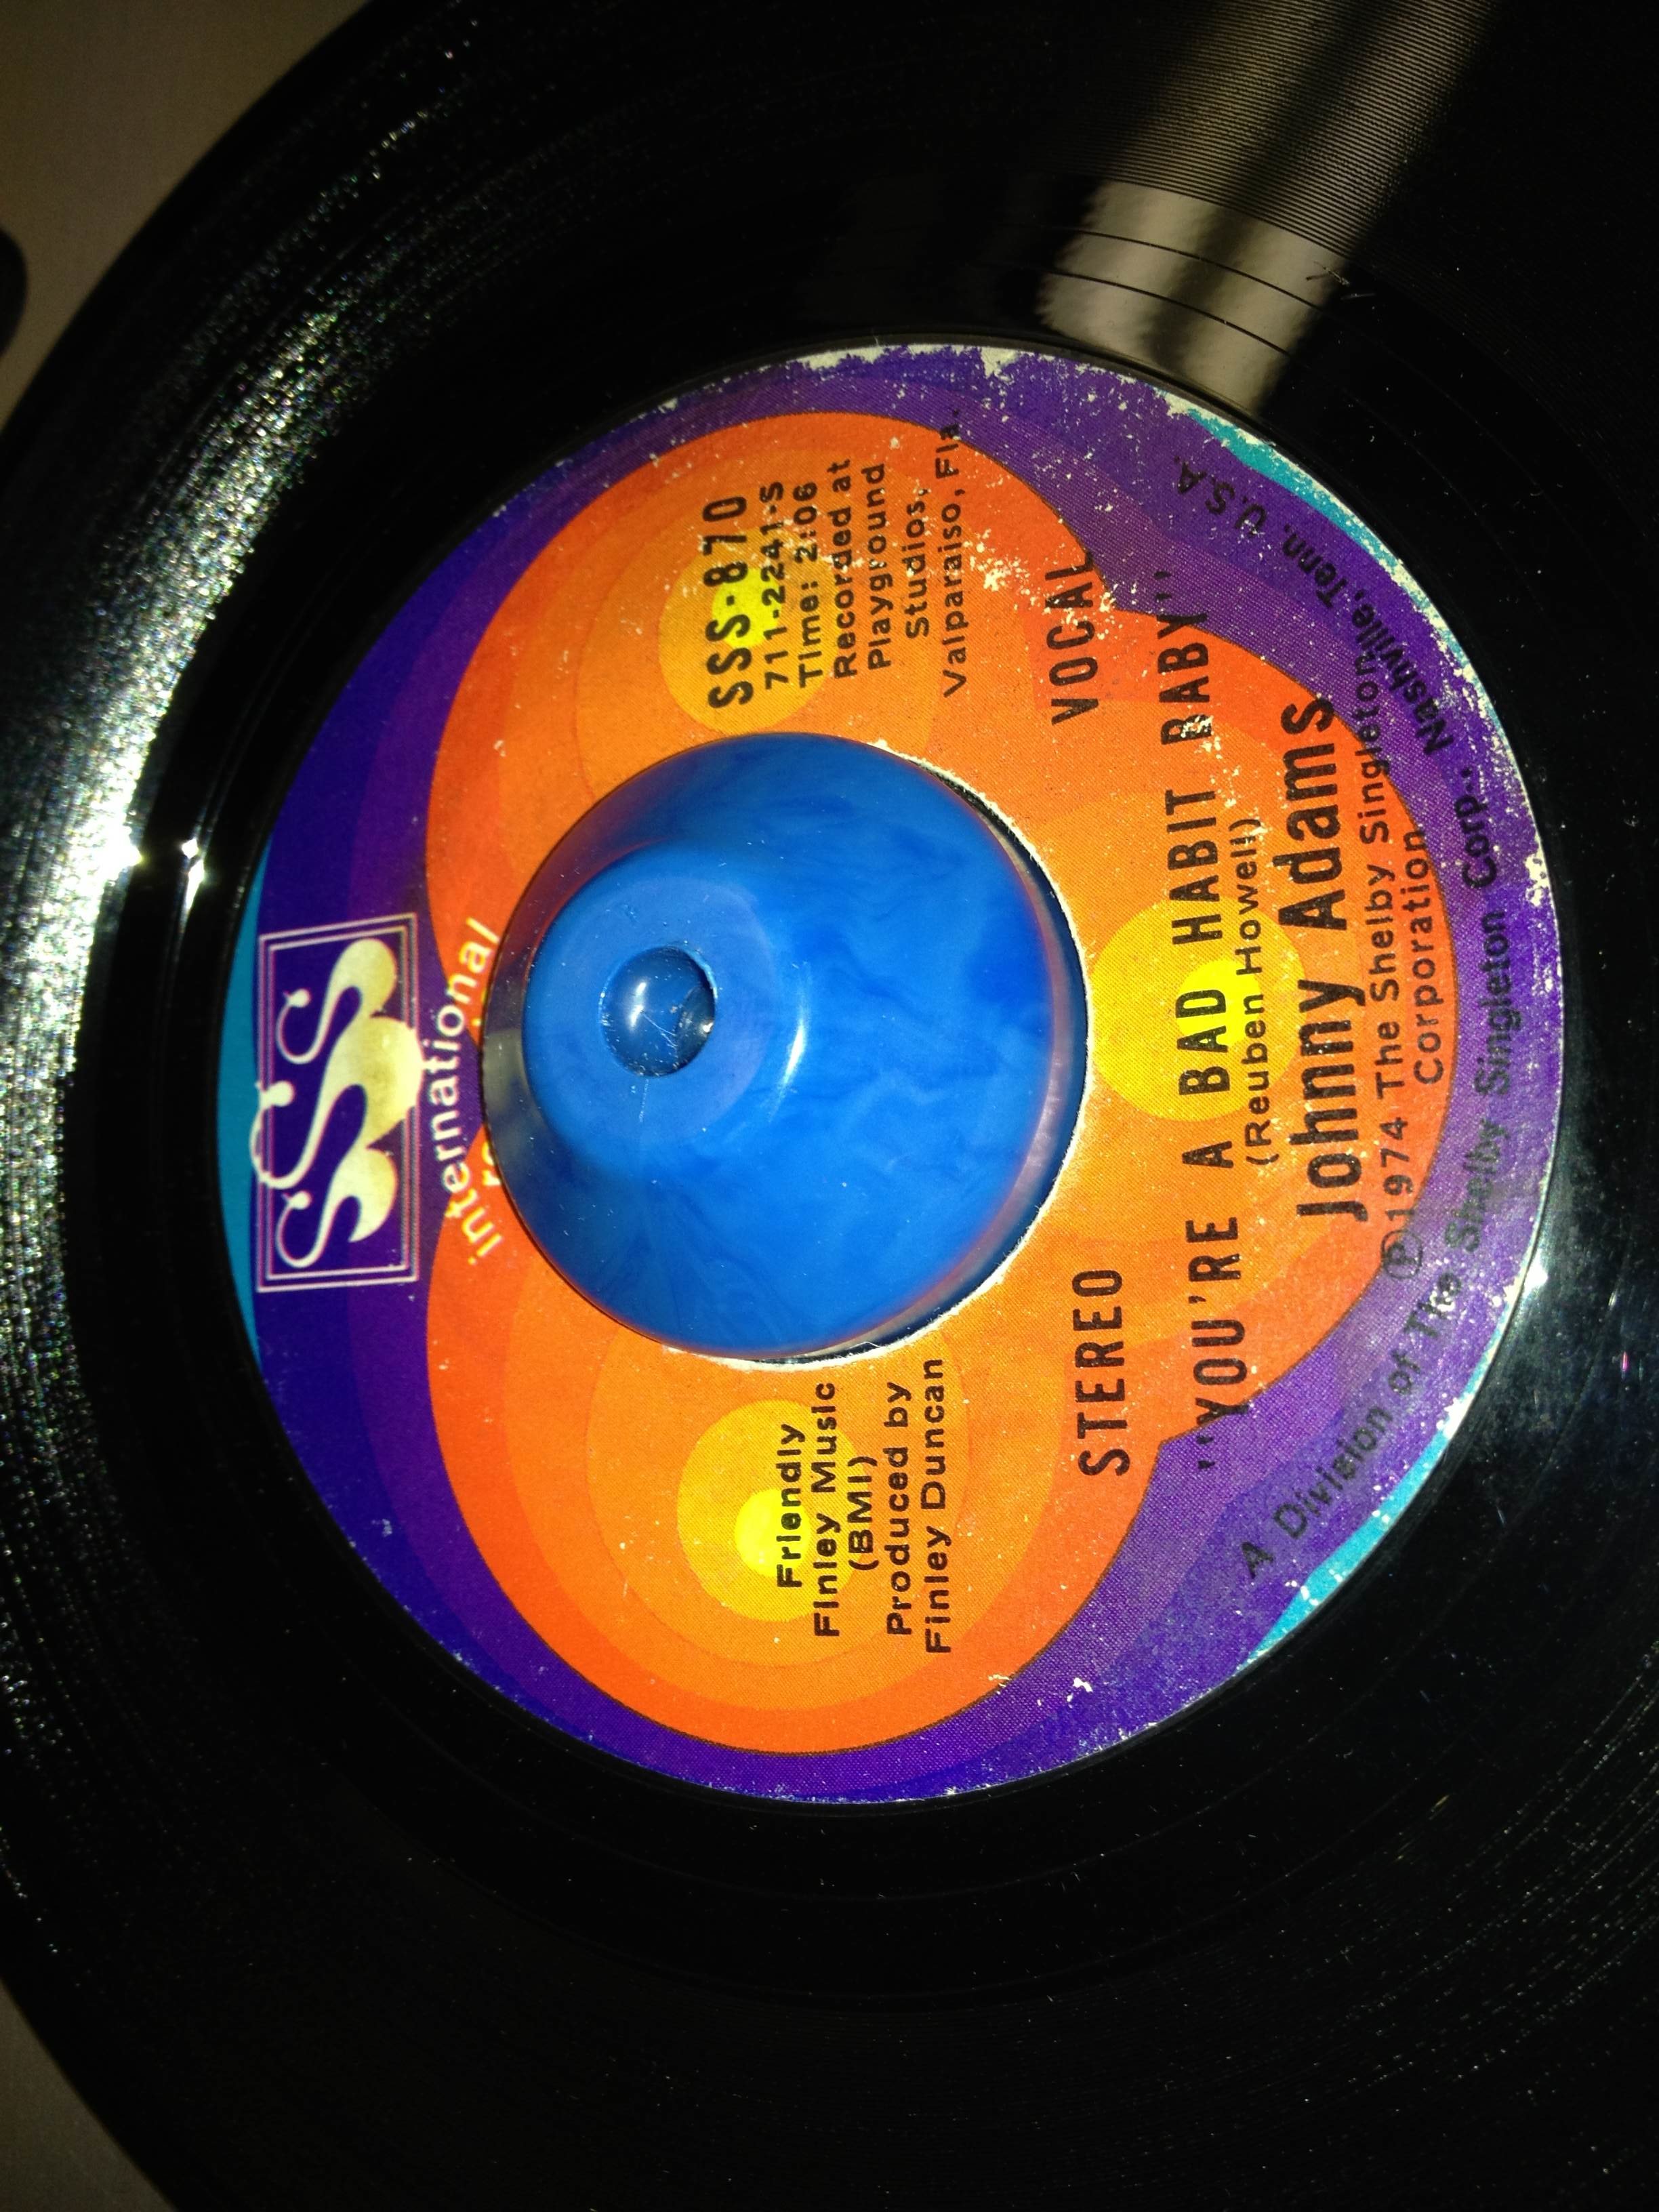 SSS
international
SSS-870
711-2241-S
Time: 2:06
Recorded at
Playground
Studios,
Valparaiso, Fla.
Friendly
Finley Music
(BMI)
Produced by
Finley Duncan
STEREO VOCAL
"YOU'RE A BAD HABIT BABY"
(Reuben Howell)
Johnny Adams
Ⓟ1974 The Shelby Singleton
Corporation
A Division of The Shelby Singleton Corp., Nashville, Tenn. U.S.A.